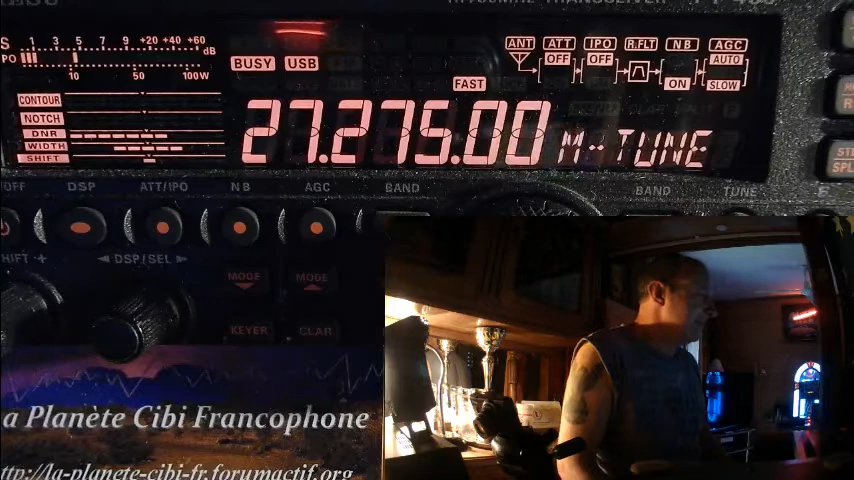 S 1 3 5 7 9 +20 +40 +60 dB
PO 10 50 100W
BUSY USB
ANT ATT IPO R.FLT NB AGC
OFF OFF AUTO
ON SLOW
FAST
CONTOUR
NOTCH
DNR
WIDTH
SHIFT
27.275.00 M-TUNE
OFF DSP ATT/IPO NB AGC BAND BAND TUNE
DSP/SEL
MODE MODE
KEYER CLAR
a Planète Cibi Francophone
ttp://la-planete-cibi-fr.forumactif.org